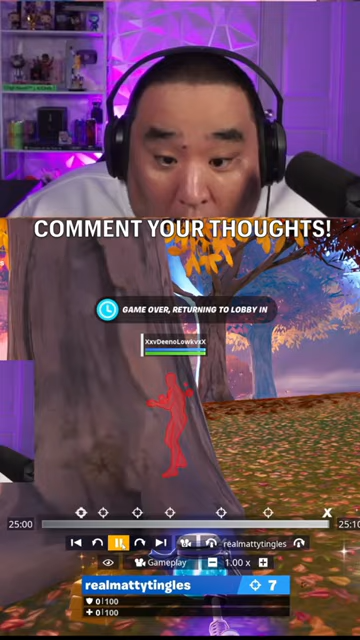 COMMENT YOUR THOUGHTS!
GAME OVER, RETURNING TO LOBBY IN
XxvDeenoLowkvxX
X
25:00
25:10
realmattytingles
Gameplay
1.00 x
realmattytingles
7
0|100
0|100